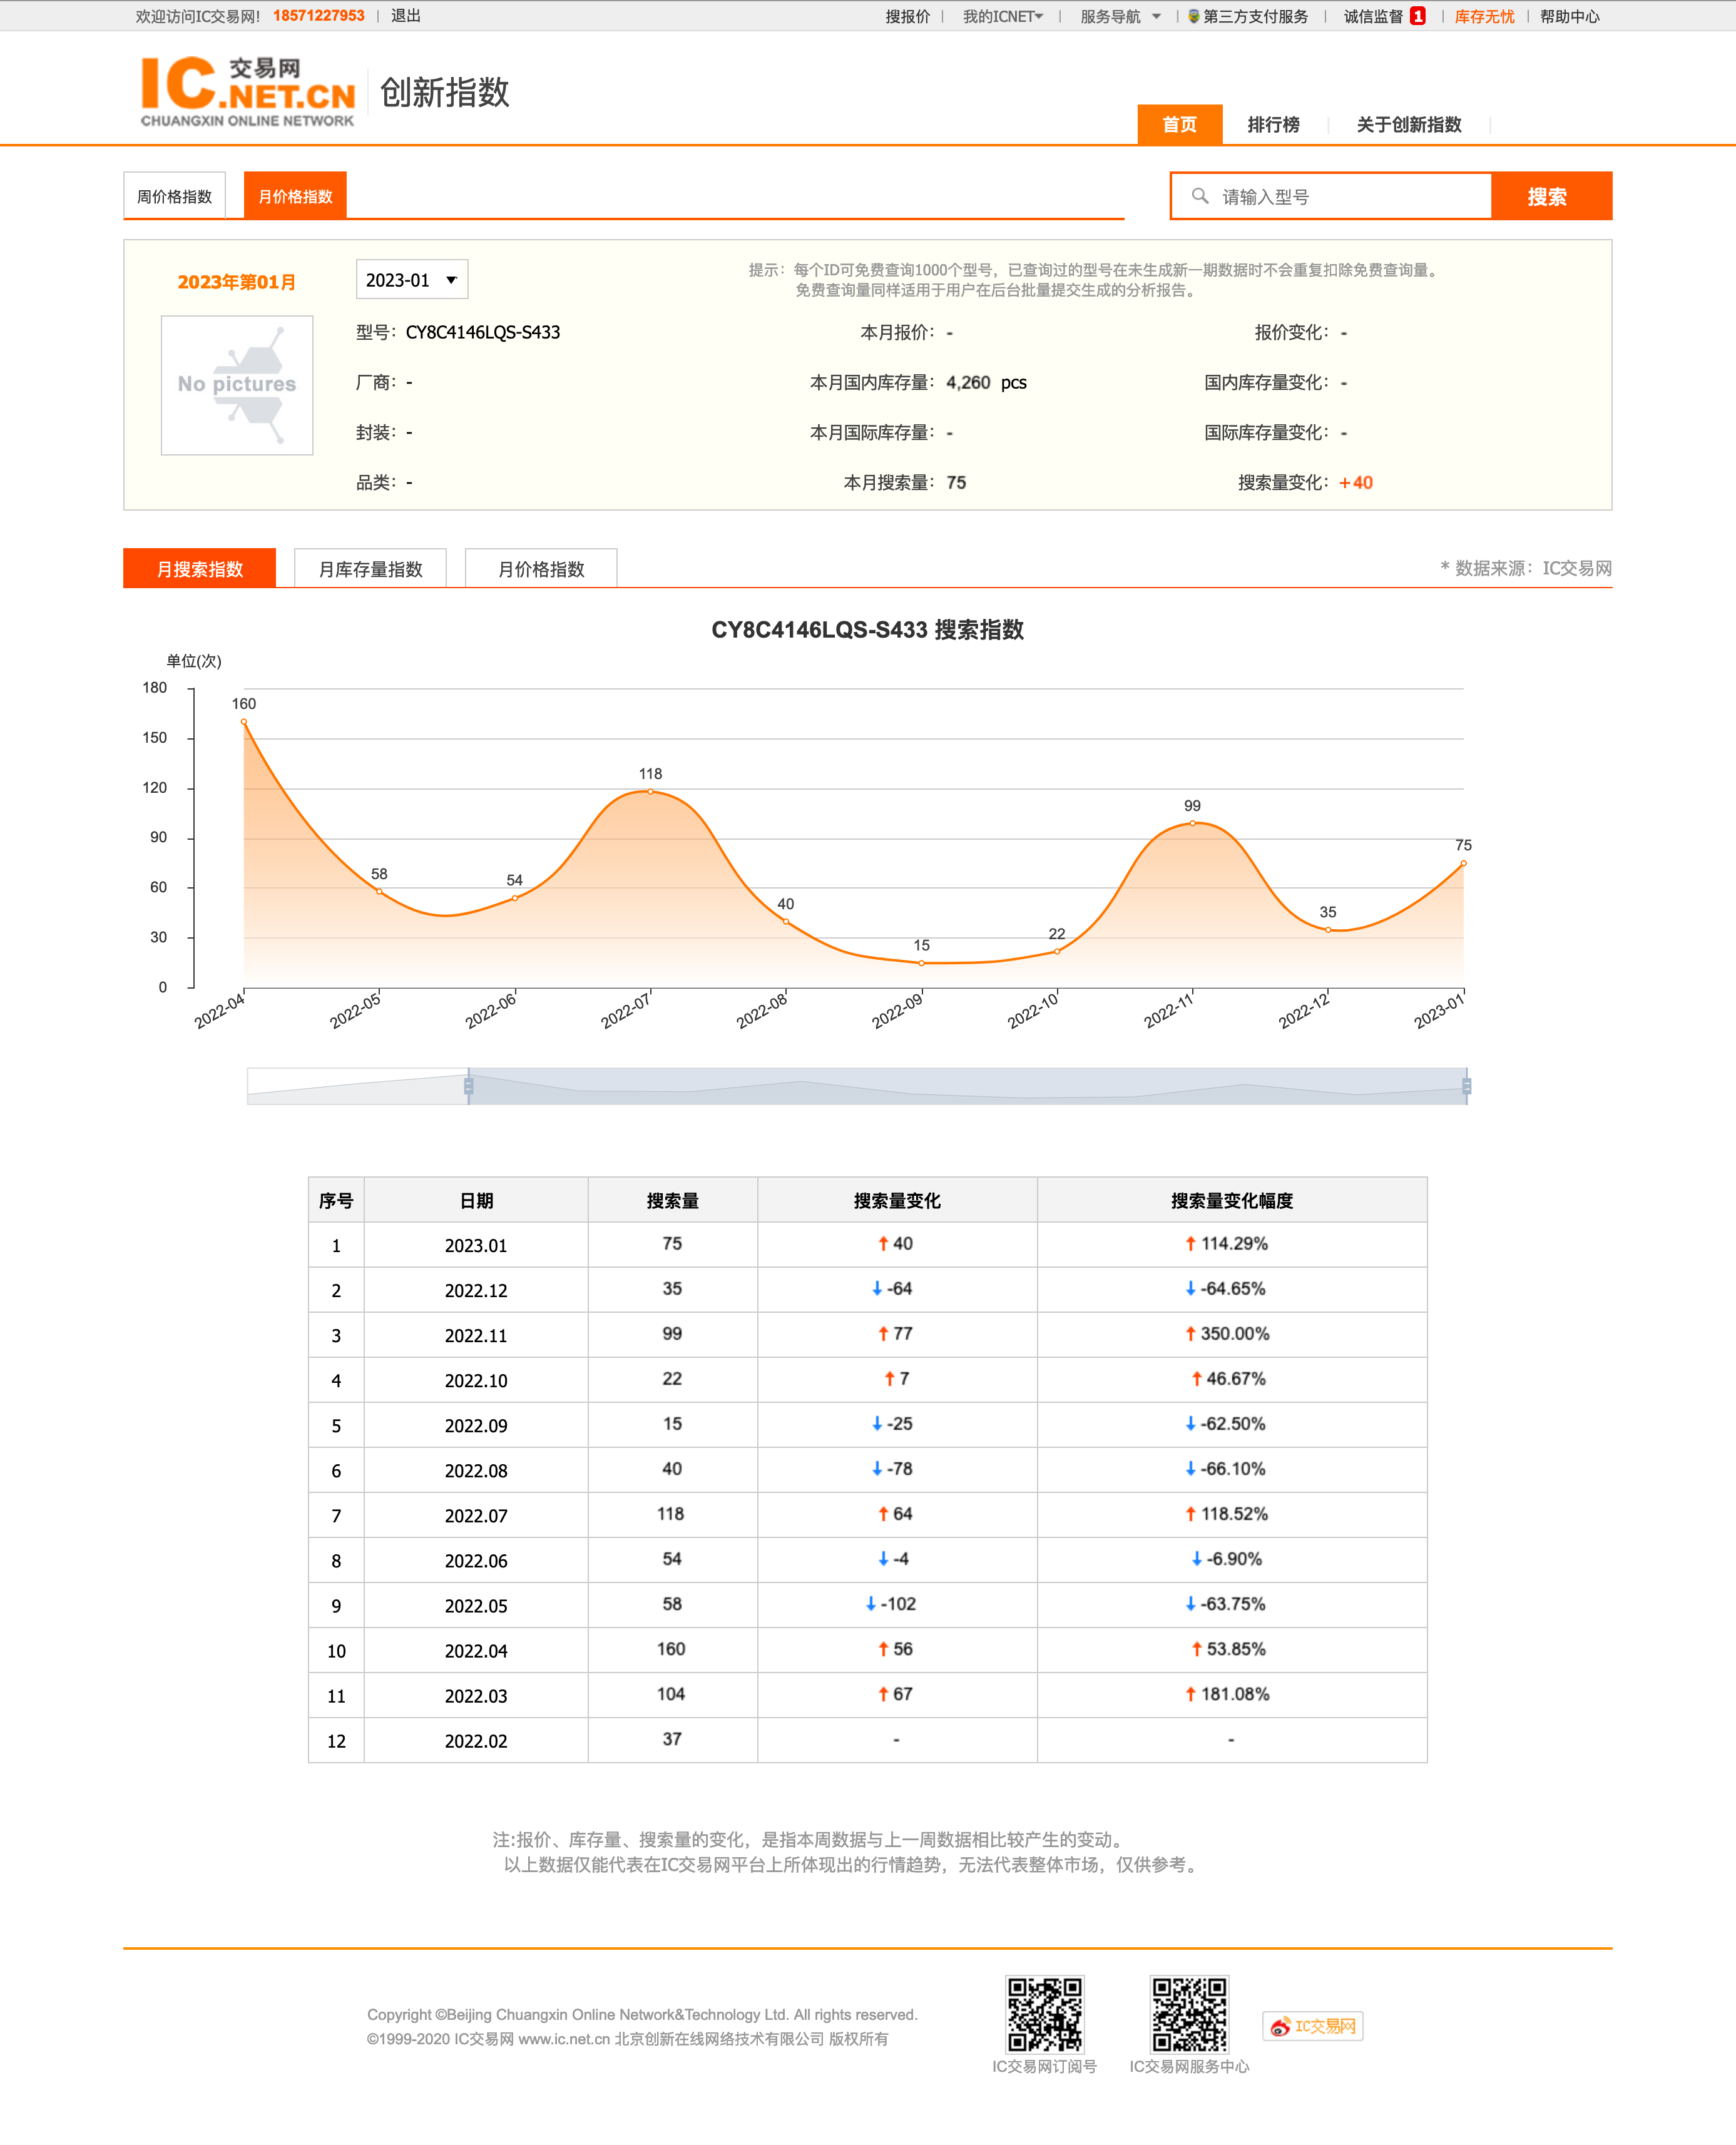 欢迎访问IC交易网! 18571227953 | 退出 搜报价 | 我的ICNET | 服务导航 | 第三方支付服务 | 诚信监督 1 | 库存无忧 | 帮助中心
IC 交易网 .NET.CN 创新指数
CHUANGXIN ONLINE NETWORK
首页 排行榜 关于创新指数
周价格指数 月价格指数 请输入型号 搜索
2023年第01月 2023-01 提示：每个ID可免费查询1000个型号，已查询过的型号在未生成新一期数据时不会重复扣除免费查询量。
免费查询量同样适用于用户在后台批量提交生成的分析报告。
No pictures
型号：CY8C4146LQS-S433 本月报价：- 报价变化：-
厂商：- 本月国内库存量：4,260 pcs 国内库存量变化：-
封装：- 本月国际库存量：- 国际库存量变化：-
品类：- 本月搜索量：75 搜索量变化：+40
月搜索指数 月库存量指数 月价格指数 * 数据来源：IC交易网
CY8C4146LQS-S433 搜索指数
单位(次)
180
150
120
90
60
30
0
160 58 54 118 40 15 22 99 35 75
2022-04 2022-05 2022-06 2022-07 2022-08 2022-09 2022-10 2022-11 2022-12 2023-01
序号 日期 搜索量 搜索量变化 搜索量变化幅度
1 2023.01 75 ↑ 40 ↑ 114.29%
2 2022.12 35 ↓ -64 ↓ -64.65%
3 2022.11 99 ↑ 77 ↑ 350.00%
4 2022.10 22 ↑ 7 ↑ 46.67%
5 2022.09 15 ↓ -25 ↓ -62.50%
6 2022.08 40 ↓ -78 ↓ -66.10%
7 2022.07 118 ↑ 64 ↑ 118.52%
8 2022.06 54 ↓ -4 ↓ -6.90%
9 2022.05 58 ↓ -102 ↓ -63.75%
10 2022.04 160 ↑ 56 ↑ 53.85%
11 2022.03 104 ↑ 67 ↑ 181.08%
12 2022.02 37 - -
注:报价、库存量、搜索量的变化，是指本周数据与上一周数据相比较产生的变动。
以上数据仅能代表在IC交易网平台上所体现出的行情趋势，无法代表整体市场，仅供参考。
Copyright ©Beijing Chuangxin Online Network&Technology Ltd. All rights reserved.
©1999-2020 IC交易网 www.ic.net.cn 北京创新在线网络技术有限公司 版权所有
IC交易网订阅号 IC交易网服务中心 IC交易网